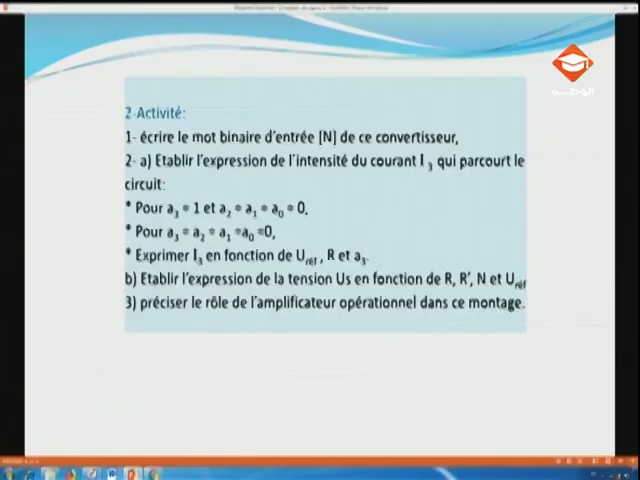 2-Activité:
1- écrire le mot binaire d'entrée [N] de ce convertisseur,
2- a) Etablir l'expression de l'intensité du courant I₃ qui parcourt le
circuit:
* Pour a₃ = 1 et a₂ = a₁ = a₀ = 0,
* Pour a₃ = a₂ = a₁ =a₀ =0,
* Exprimer I₃ en fonction de Uréf, R et a₃.
b) Etablir l'expression de la tension Us en fonction de R, R', N et Uréf
3) préciser le rôle de l'amplificateur opérationnel dans ce montage.
الوطنية